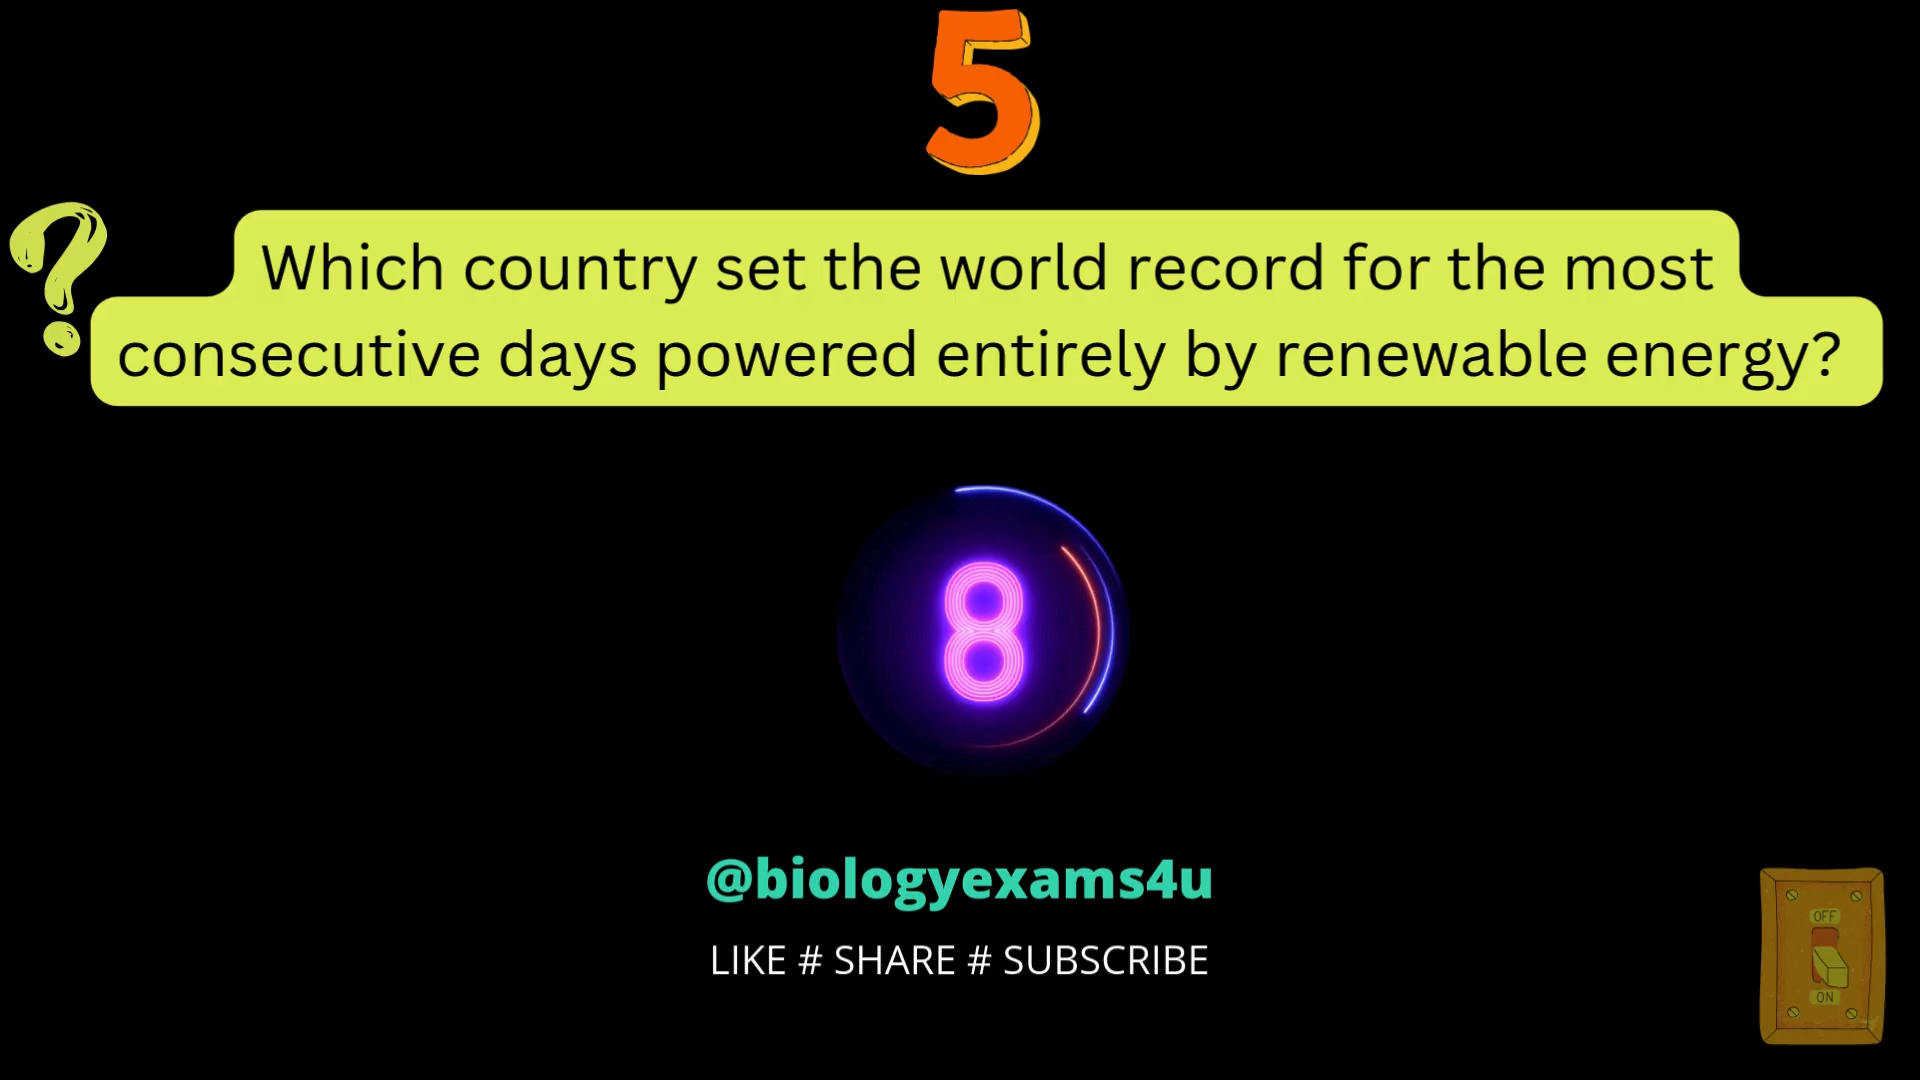 5
?
Which country set the world record for the most
consecutive days powered entirely by renewable energy?
8
@biologyexams4u
LIKE # SHARE # SUBSCRIBE
OFF
ON